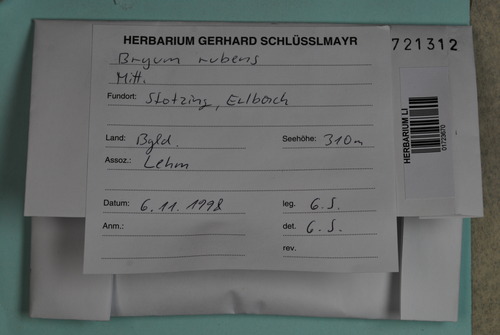 HERBARIUM GERHARD SCHLÜSSLMAYR
721312
Bryum rubens
Mitt.
Fundort: Stotzing, Erlbach
Land: Bgld. Seehöhe: 310m
Assoz.: Lehm
Datum: 6.11.1998 leg. G.S.
Anm.: det. G.S.
rev.
HERBARIUM LI